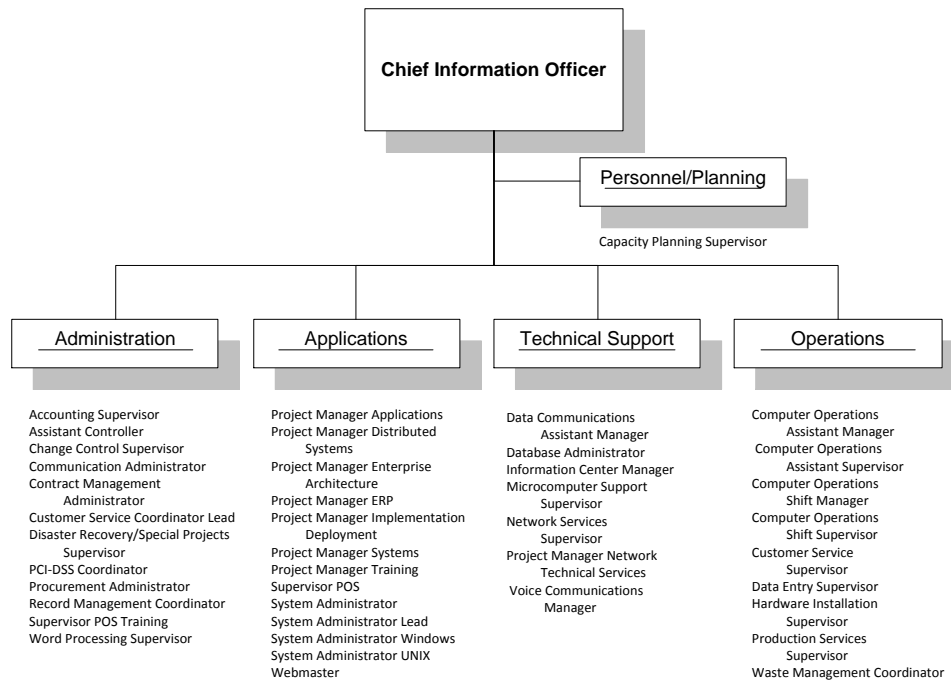 Chief Information Officer
Personnel/Planning
Capacity Planning Supervisor
Administration
Accounting Supervisor
Assistant Controller
Change Control Supervisor
Communication Administrator
Contract Management
Administrator
Customer Service Coordinator Lead
Disaster Recovery/Special Projects
Supervisor
PCI-DSS Coordinator
Procurement Administrator
Record Management Coordinator
Supervisor POS Training
Word Processing Supervisor
Applications
Project Manager Applications
Project Manager Distributed
Systems
Project Manager Enterprise
Architecture
Project Manager ERP
Project Manager Implementation
Deployment
Project Manager Systems
Project Manager Training
Supervisor POS
System Administrator
System Administrator Lead
System Administrator Windows
System Administrator UNIX
Webmaster
Technical Support
Data Communications
Assistant Manager
Database Administrator
Information Center Manager
Microcomputer Support
Supervisor
Network Services
Supervisor
Project Manager Network
Technical Services
Voice Communications
Manager
Operations
Computer Operations
Assistant Manager
Computer Operations
Assistant Supervisor
Computer Operations
Shift Manager
Computer Operations
Shift Supervisor
Customer Service
Supervisor
Data Entry Supervisor
Hardware Installation
Supervisor
Production Services
Supervisor
Waste Management Coordinator